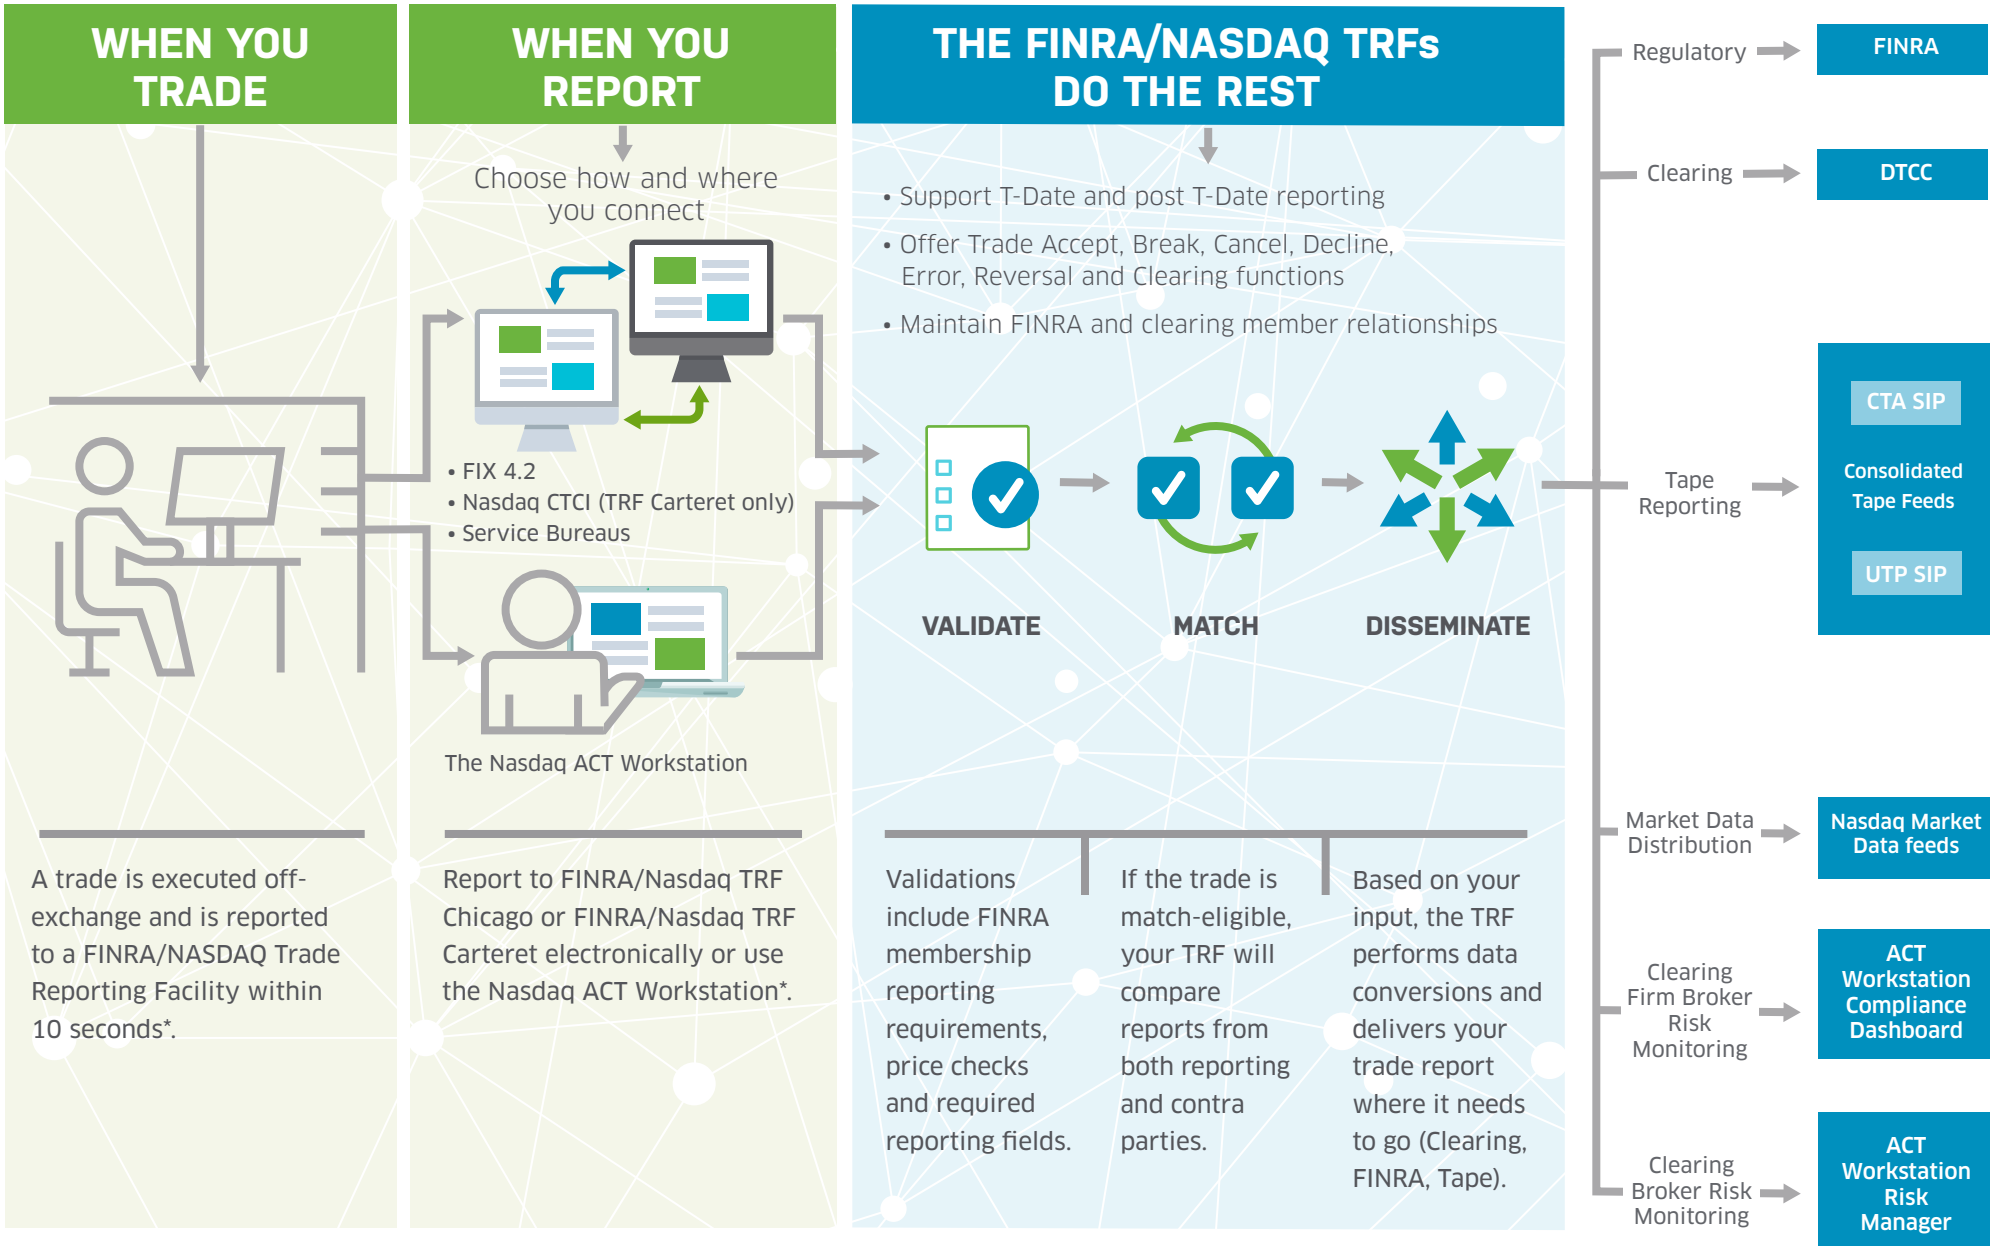 WHEN YOU
TRADE
A trade is executed off-
exchange and is reported
to a FINRA/NASDAQ Trade
Reporting Facility within
10 seconds*.
WHEN YOU
REPORT
Choose how and where
you connect
• FIX 4.2
• Nasdaq CTCI (TRF Carteret only)
• Service Bureaus
The Nasdaq ACT Workstation
Report to FINRA/Nasdaq TRF
Chicago or FINRA/Nasdaq TRF
Carteret electronically or use
the Nasdaq ACT Workstation*.
THE FINRA/NASDAQ TRFs
DO THE REST
• Support T-Date and post T-Date reporting
• Offer Trade Accept, Break, Cancel, Decline,
Error, Reversal and Clearing functions
• Maintain FINRA and clearing member relationships
VALIDATE
MATCH
DISSEMINATE
Validations
include FINRA
membership
reporting
requirements,
price checks
and required
reporting fields.
If the trade is
match-eligible,
your TRF will
compare
reports from
both reporting
and contra
parties.
Based on your
input, the TRF
performs data
conversions and
delivers your
trade report
where it needs
to go (Clearing,
FINRA, Tape).
Regulatory
FINRA
Clearing
DTCC
Tape
Reporting
CTA SIP
Consolidated
Tape Feeds
UTP SIP
Market Data
Distribution
Nasdaq Market
Data feeds
Clearing
Firm Broker
Risk
Monitoring
ACT
Workstation
Compliance
Dashboard
Clearing
Broker Risk
Monitoring
ACT
Workstation
Risk
Manager